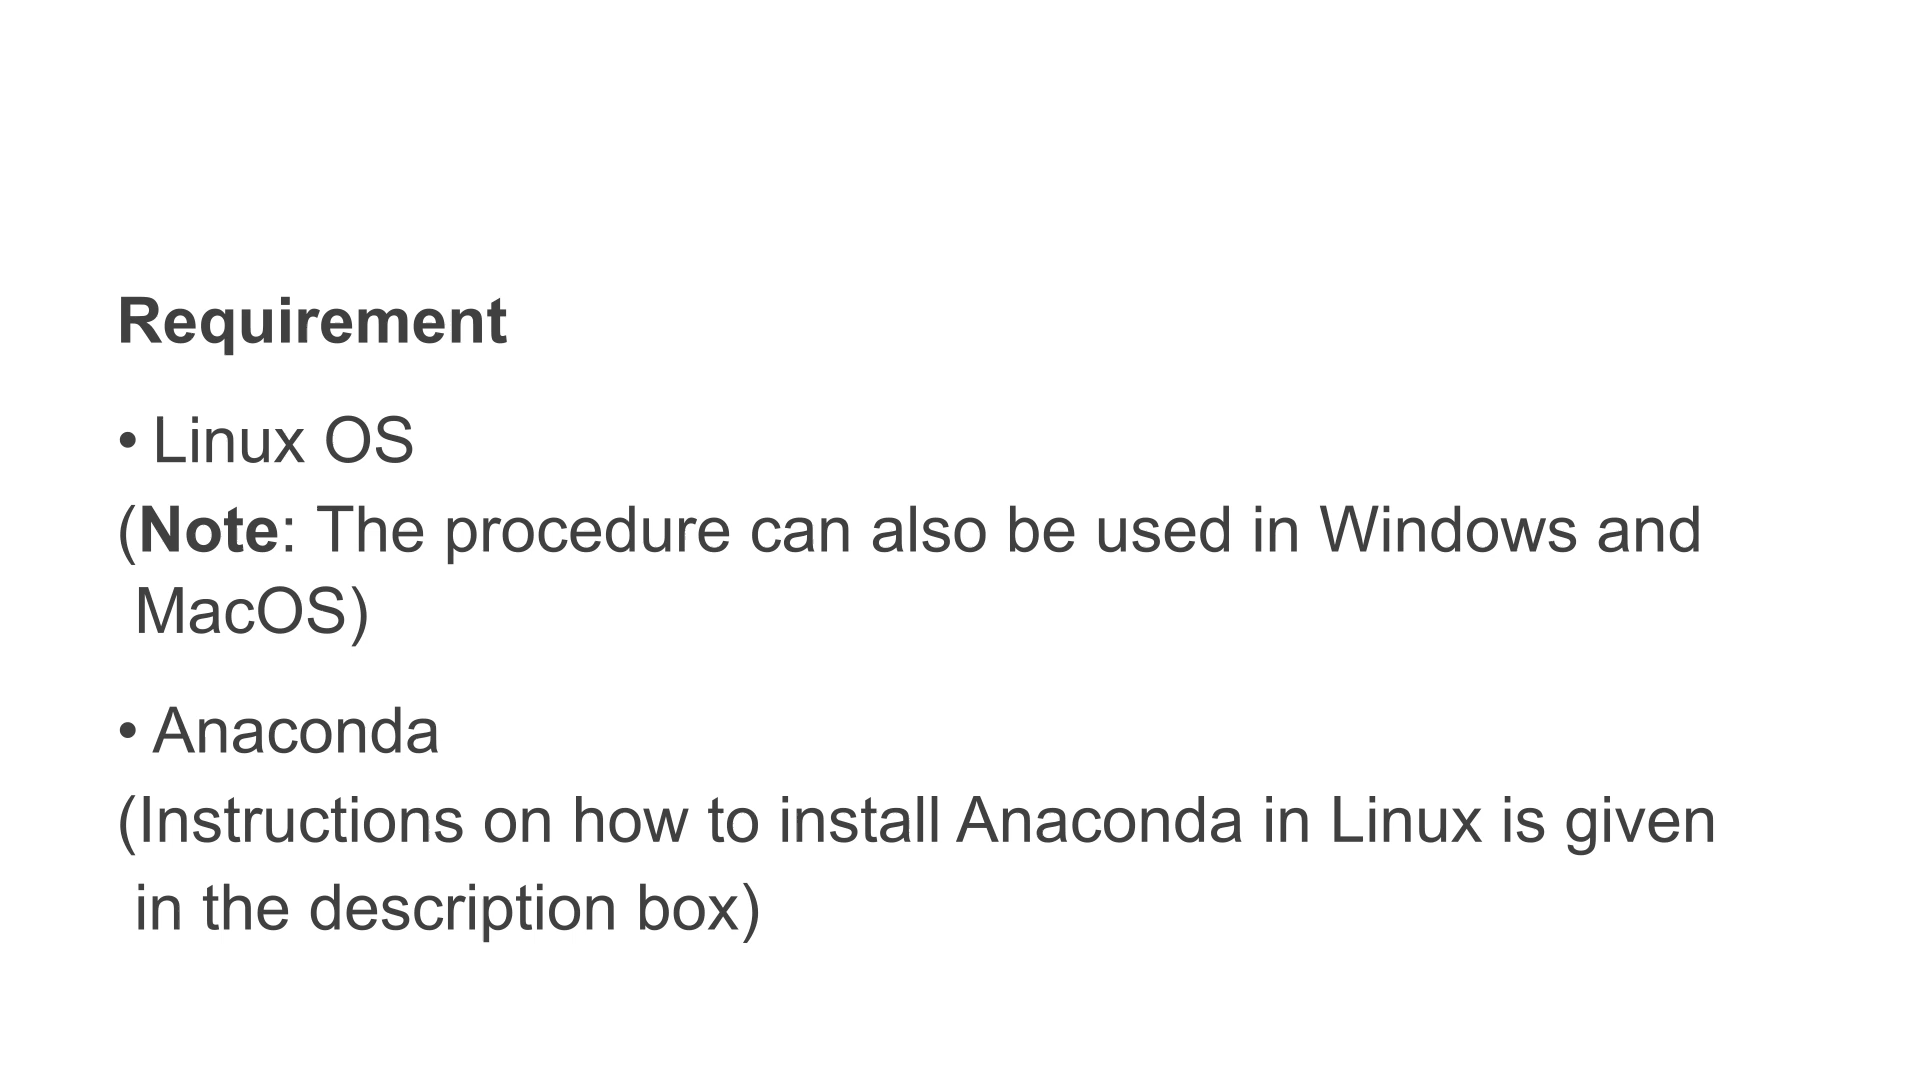 Requirement
• Linux OS
(Note: The procedure can also be used in Windows and
MacOS)
• Anaconda
(Instructions on how to install Anaconda in Linux is given
in the description box)